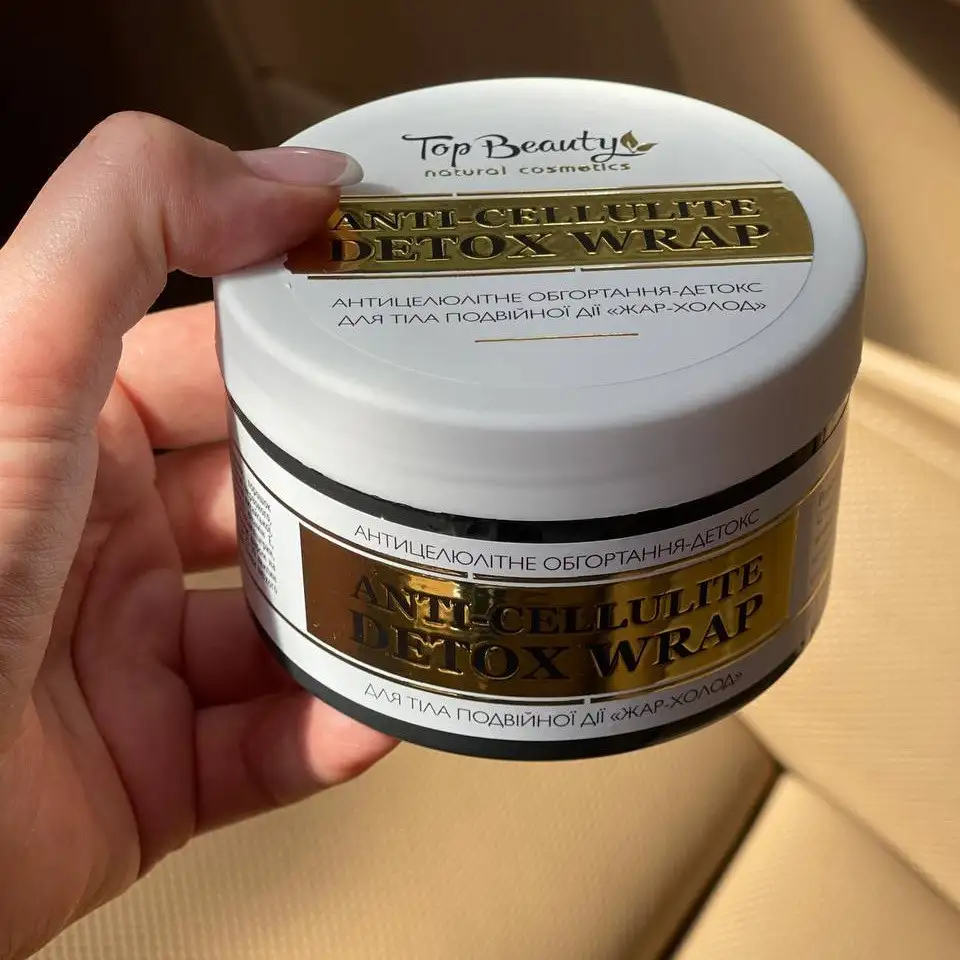 Top Beauty
natural cosmetics
ANTI-CELLULITE
DETOX WRAP
АНТИЦЕЛЮЛІТНЕ ОБГОРТАННЯ-ДЕТОКС
ДЛЯ ТІЛА ПОДВІЙНОЇ ДІЇ «ЖАР-ХОЛОД»
АНТИЦЕЛЮЛІТНЕ ОБГОРТАННЯ-ДЕТОКС
ANTI-CELLULITE
DETOX WRAP
ДЛЯ ТІЛА ПОДВІЙНОЇ ДІЇ «ЖАР-ХОЛОД»